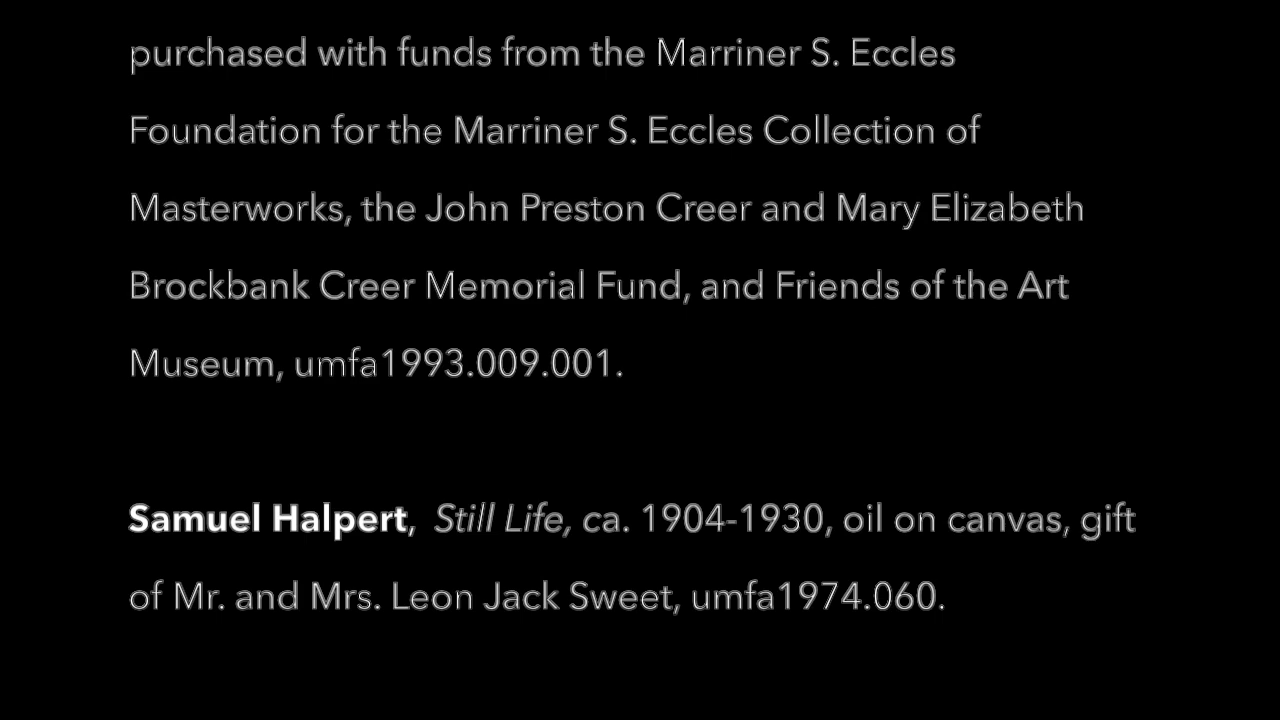 purchased with funds from the Marriner S. Eccles
Foundation for the Marriner S. Eccles Collection of
Masterworks, the John Preston Creer and Mary Elizabeth
Brockbank Creer Memorial Fund, and Friends of the Art
Museum, umfa1993.009.001.
Samuel Halpert, Still Life, ca. 1904-1930, oil on canvas, gift
of Mr. and Mrs. Leon Jack Sweet, umfa1974.060.